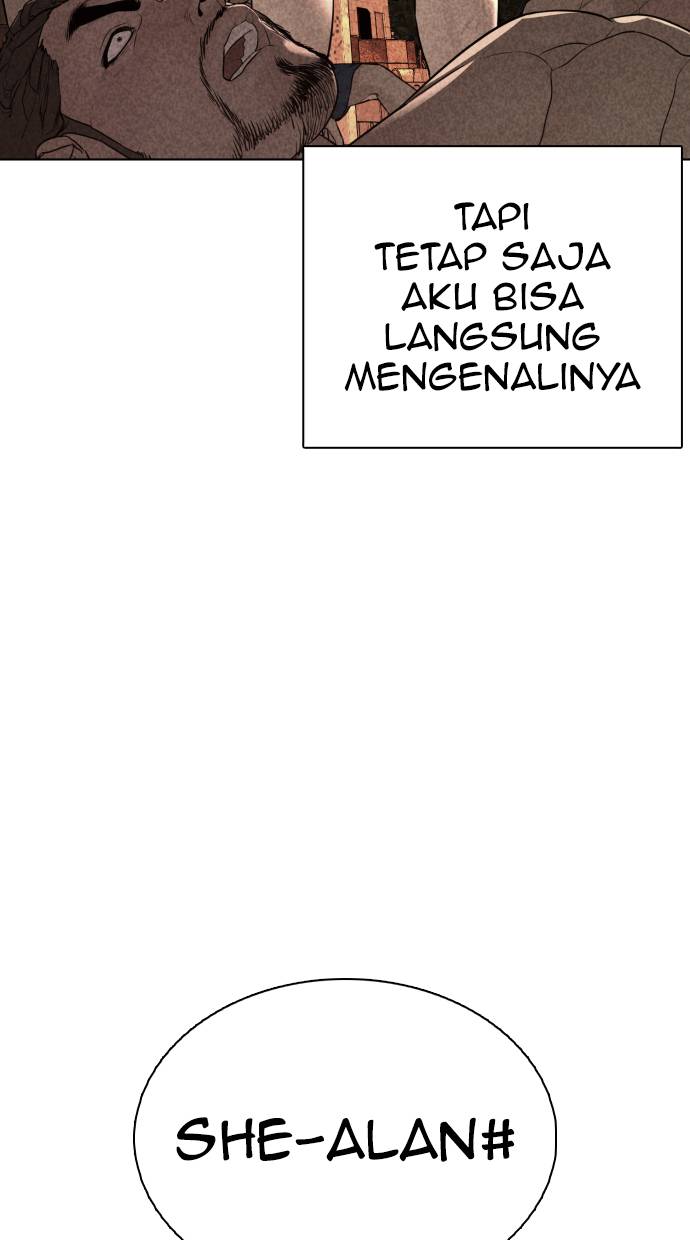 TAPI
TETAP SAJA
AKU BISA
LANGSUNG
MENGENALINYA
SHE-ALAN#